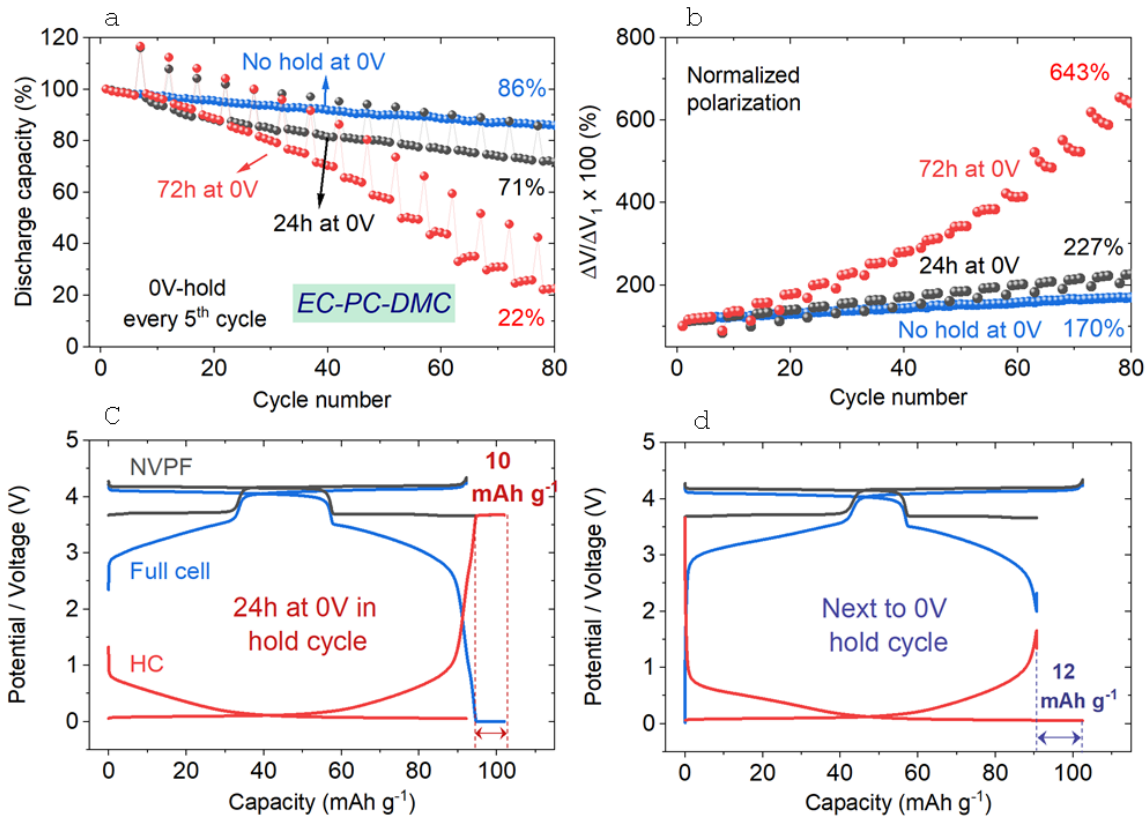 a
120
100
80
60
40
20
0
Discharge capacity (%)
No hold at 0V
86%
72h at 0V
71%
24h at 0V
0V-hold
every 5th cycle
EC-PC-DMC
22%
0 20 40 60 80
Cycle number
b
800
600
400
200
ΔV/ΔV1 x 100 (%)
Normalized
polarization
643%
72h at 0V
227%
24h at 0V
No hold at 0V
170%
0 20 40 60 80
Cycle number
C
5
4
3
2
1
0
Potential / Voltage (V)
NVPF
10
mAh g-1
Full cell
24h at 0V in
hold cycle
HC
0 20 40 60 80 100
Capacity (mAh g-1)
d
5
4
3
2
1
0
Potential / Voltage (V)
Next to 0V
hold cycle
12
mAh g-1
0 20 40 60 80 100
Capacity (mAh g-1)